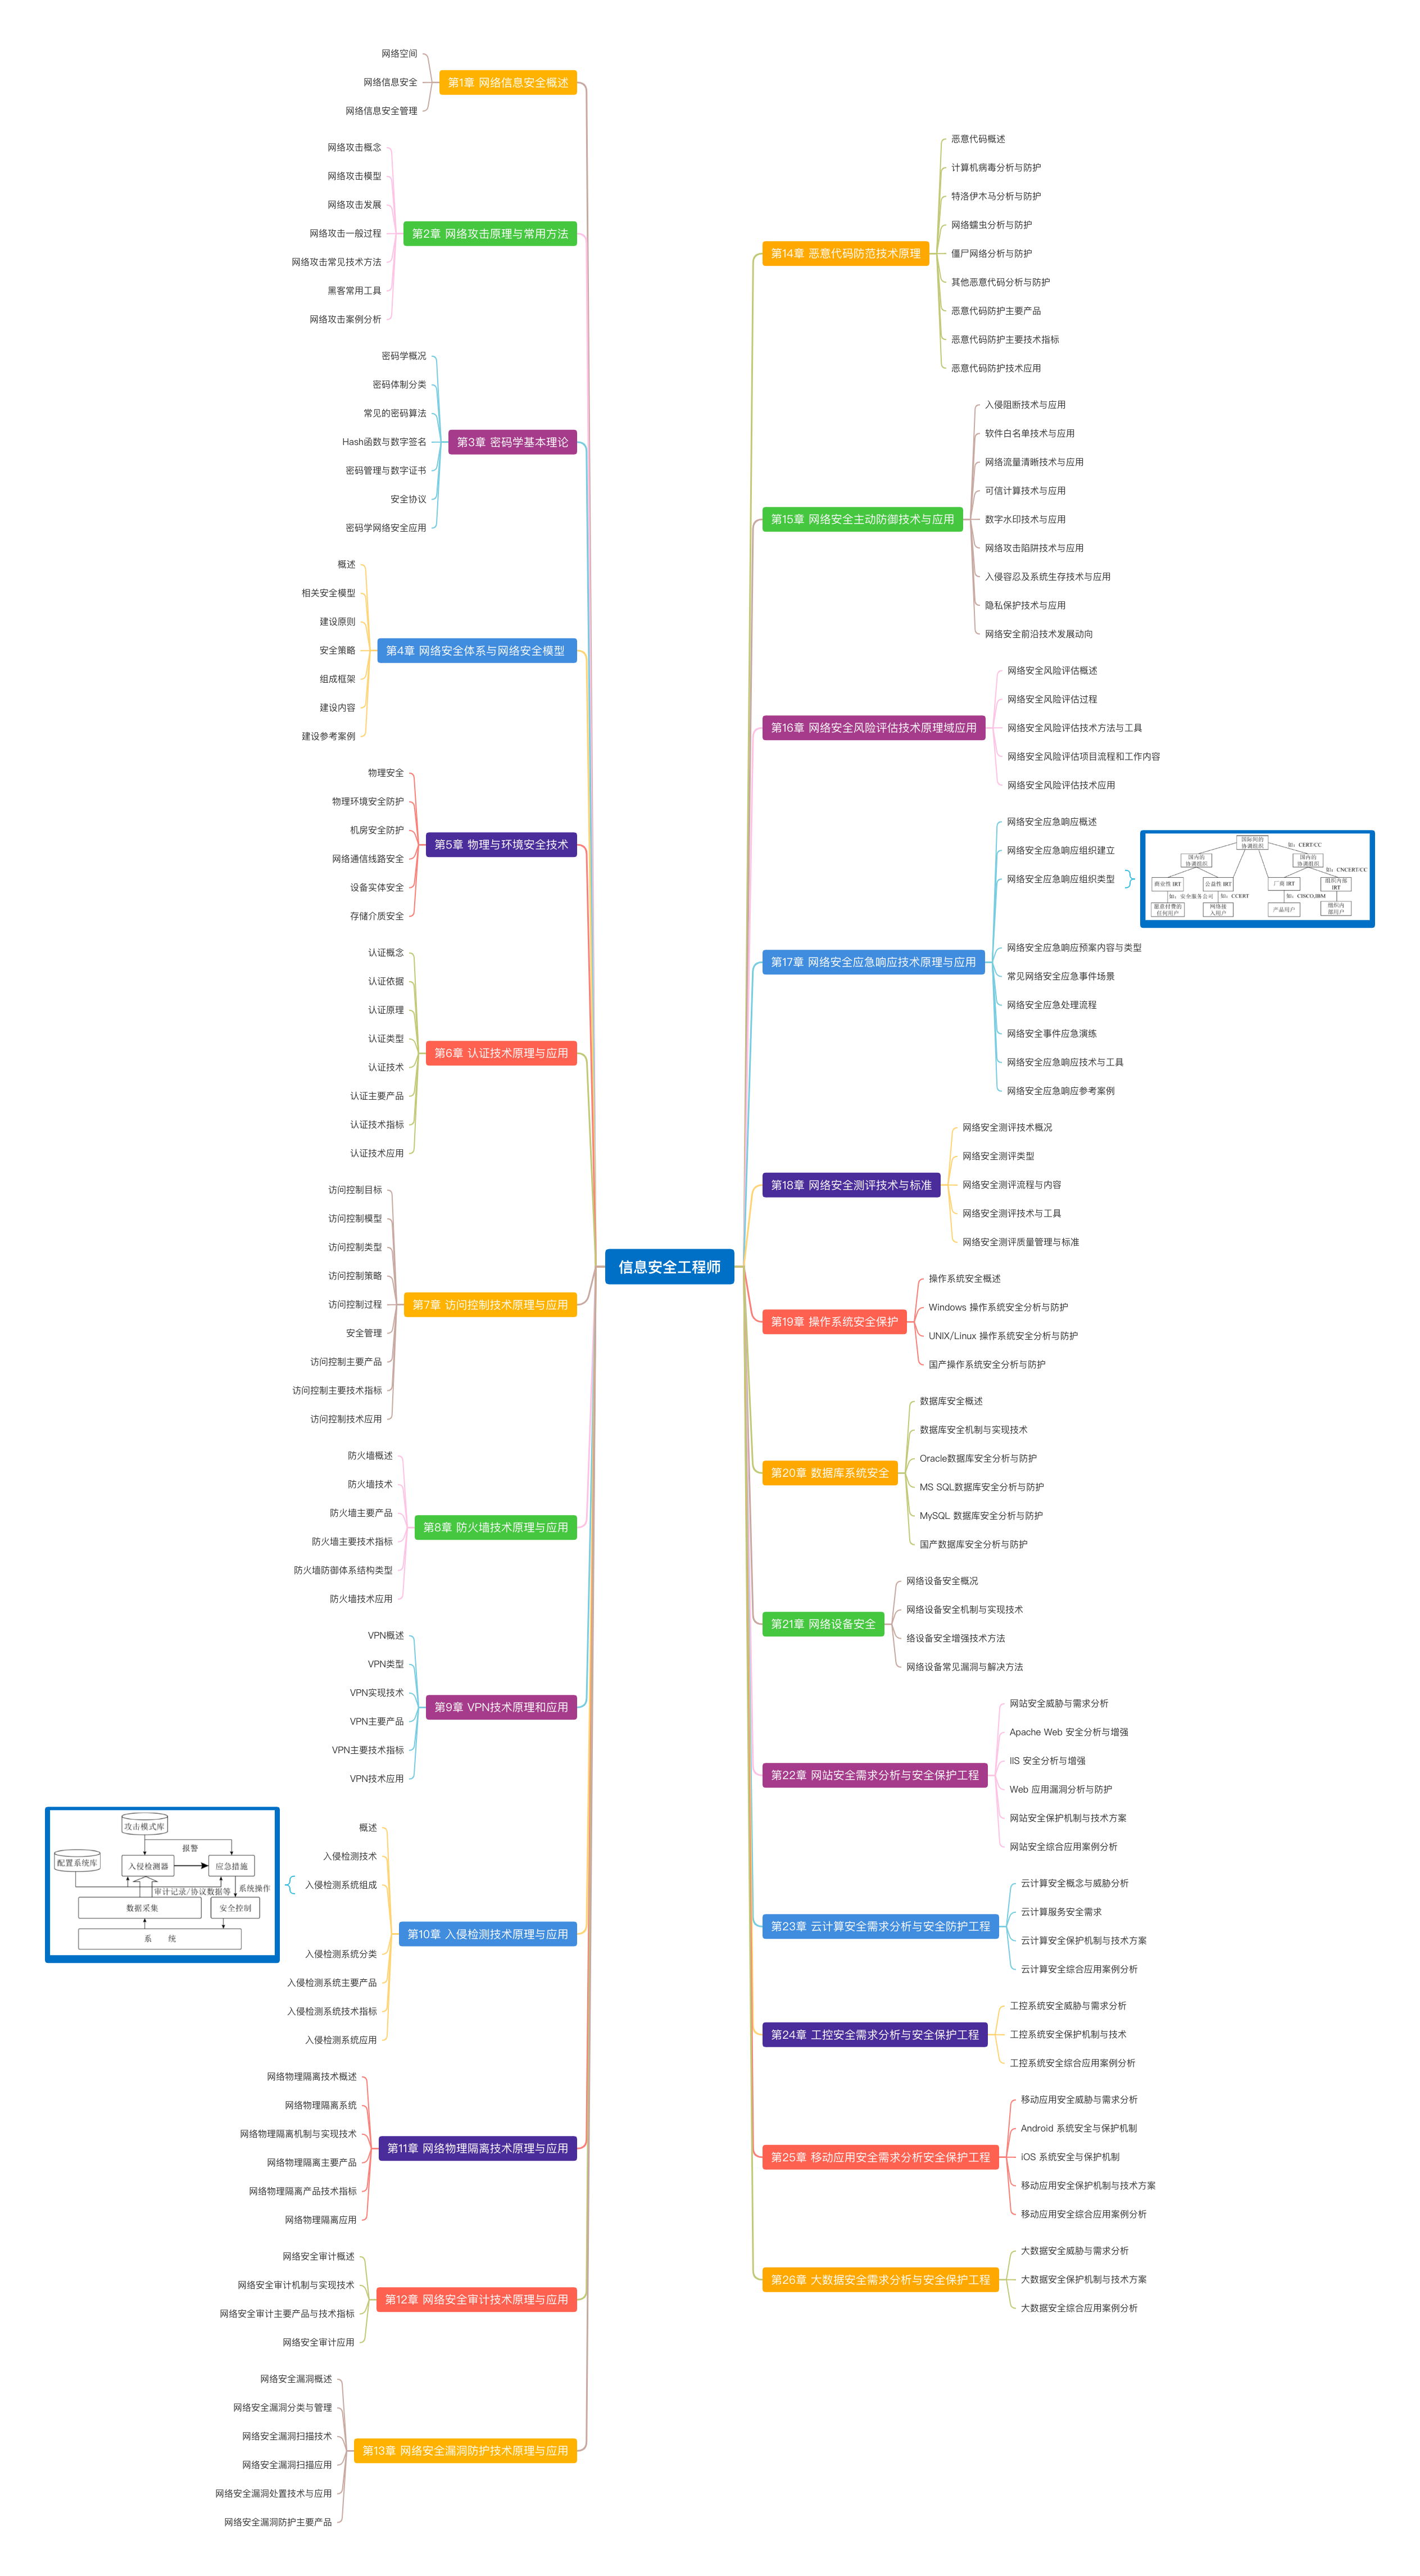 信息安全工程师
第1章 网络信息安全概述
网络空间
网络信息安全
网络信息安全管理
第2章 网络攻击原理与常用方法
网络攻击概念
网络攻击模型
网络攻击发展
网络攻击一般过程
网络攻击常见技术方法
黑客常用工具
网络攻击案例分析
第3章 密码学基本理论
密码学概况
密码体制分类
常见的密码算法
Hash函数与数字签名
密码管理与数字证书
安全协议
密码学网络安全应用
第4章 网络安全体系与网络安全模型
概述
相关安全模型
建设原则
安全策略
组成框架
建设内容
建设参考案例
第5章 物理与环境安全技术
物理安全
物理环境安全防护
机房安全防护
网络通信线路安全
设备实体安全
存储介质安全
第6章 认证技术原理与应用
认证概念
认证依据
认证原理
认证类型
认证技术
认证主要产品
认证技术指标
认证技术应用
第7章 访问控制技术原理与应用
访问控制目标
访问控制模型
访问控制类型
访问控制策略
访问控制过程
安全管理
访问控制主要产品
访问控制主要技术指标
访问控制技术应用
第8章 防火墙技术原理与应用
防火墙概述
防火墙技术
防火墙主要产品
防火墙主要技术指标
防火墙防御体系结构类型
防火墙技术应用
第9章 VPN技术原理和应用
VPN概述
VPN类型
VPN实现技术
VPN主要产品
VPN主要技术指标
VPN技术应用
第10章 入侵检测技术原理与应用
概述
入侵检测技术
入侵检测系统组成
攻击模式库
报警
配置系统库
入侵检测器
应急措施
审计记录/协议数据等
系统操作
数据采集
安全控制
系 统
入侵检测系统分类
入侵检测系统主要产品
入侵检测系统技术指标
入侵检测系统应用
第11章 网络物理隔离技术原理与应用
网络物理隔离技术概述
网络物理隔离系统
网络物理隔离机制与实现技术
网络物理隔离主要产品
网络物理隔离产品技术指标
网络物理隔离应用
第12章 网络安全审计技术原理与应用
网络安全审计概述
网络安全审计机制与实现技术
网络安全审计主要产品与技术指标
网络安全审计应用
第13章 网络安全漏洞防护技术原理与应用
网络安全漏洞概述
网络安全漏洞分类与管理
网络安全漏洞扫描技术
网络安全漏洞扫描应用
网络安全漏洞处置技术与应用
网络安全漏洞防护主要产品
第14章 恶意代码防范技术原理
恶意代码概述
计算机病毒分析与防护
特洛伊木马分析与防护
网络蠕虫分析与防护
僵尸网络分析与防护
其他恶意代码分析与防护
恶意代码防护主要产品
恶意代码防护主要技术指标
恶意代码防护技术应用
第15章 网络安全主动防御技术与应用
入侵阻断技术与应用
软件白名单技术与应用
网络流量清晰技术与应用
可信计算技术与应用
数字水印技术与应用
网络攻击陷阱技术与应用
入侵容忍及系统生存技术与应用
隐私保护技术与应用
网络安全前沿技术发展动向
第16章 网络安全风险评估技术原理域应用
网络安全风险评估概述
网络安全风险评估过程
网络安全风险评估技术方法与工具
网络安全风险评估项目流程和工作内容
网络安全风险评估技术应用
第17章 网络安全应急响应技术原理与应用
网络安全应急响应概述
网络安全应急响应组织建立
网络安全应急响应组织类型
国际间的
协调组织
如：CERT/CC
国内的
协调组织
国内的
协调组织
如：CNCERT/CC
商业性 IRT
公益性 IRT
厂商 IRT
组织内部
IRT
如：安全服务公司
如：CCERT
如：CISCO,IBM
愿意付费的
任何用户
网络接
入用户
产品用户
组织内
部用户
网络安全应急响应预案内容与类型
常见网络安全应急事件场景
网络安全应急处理流程
网络安全事件应急演练
网络安全应急响应技术与工具
网络安全应急响应参考案例
第18章 网络安全测评技术与标准
网络安全测评技术概况
网络安全测评类型
网络安全测评流程与内容
网络安全测评技术与工具
网络安全测评质量管理与标准
第19章 操作系统安全保护
操作系统安全概述
Windows 操作系统安全分析与防护
UNIX/Linux 操作系统安全分析与防护
国产操作系统安全分析与防护
第20章 数据库系统安全
数据库安全概述
数据库安全机制与实现技术
Oracle数据库安全分析与防护
MS SQL数据库安全分析与防护
MySQL 数据库安全分析与防护
国产数据库安全分析与防护
第21章 网络设备安全
网络设备安全概况
网络设备安全机制与实现技术
络设备安全增强技术方法
网络设备常见漏洞与解决方法
第22章 网站安全需求分析与安全保护工程
网站安全威胁与需求分析
Apache Web 安全分析与增强
IIS 安全分析与增强
Web 应用漏洞分析与防护
网站安全保护机制与技术方案
网站安全综合应用案例分析
第23章 云计算安全需求分析与安全防护工程
云计算安全概念与威胁分析
云计算服务安全需求
云计算安全保护机制与技术方案
云计算安全综合应用案例分析
第24章 工控安全需求分析与安全保护工程
工控系统安全威胁与需求分析
工控系统安全保护机制与技术
工控系统安全综合应用案例分析
第25章 移动应用安全需求分析安全保护工程
移动应用安全威胁与需求分析
Android 系统安全与保护机制
iOS 系统安全与保护机制
移动应用安全保护机制与技术方案
移动应用安全综合应用案例分析
第26章 大数据安全需求分析与安全保护工程
大数据安全威胁与需求分析
大数据安全保护机制与技术方案
大数据安全综合应用案例分析